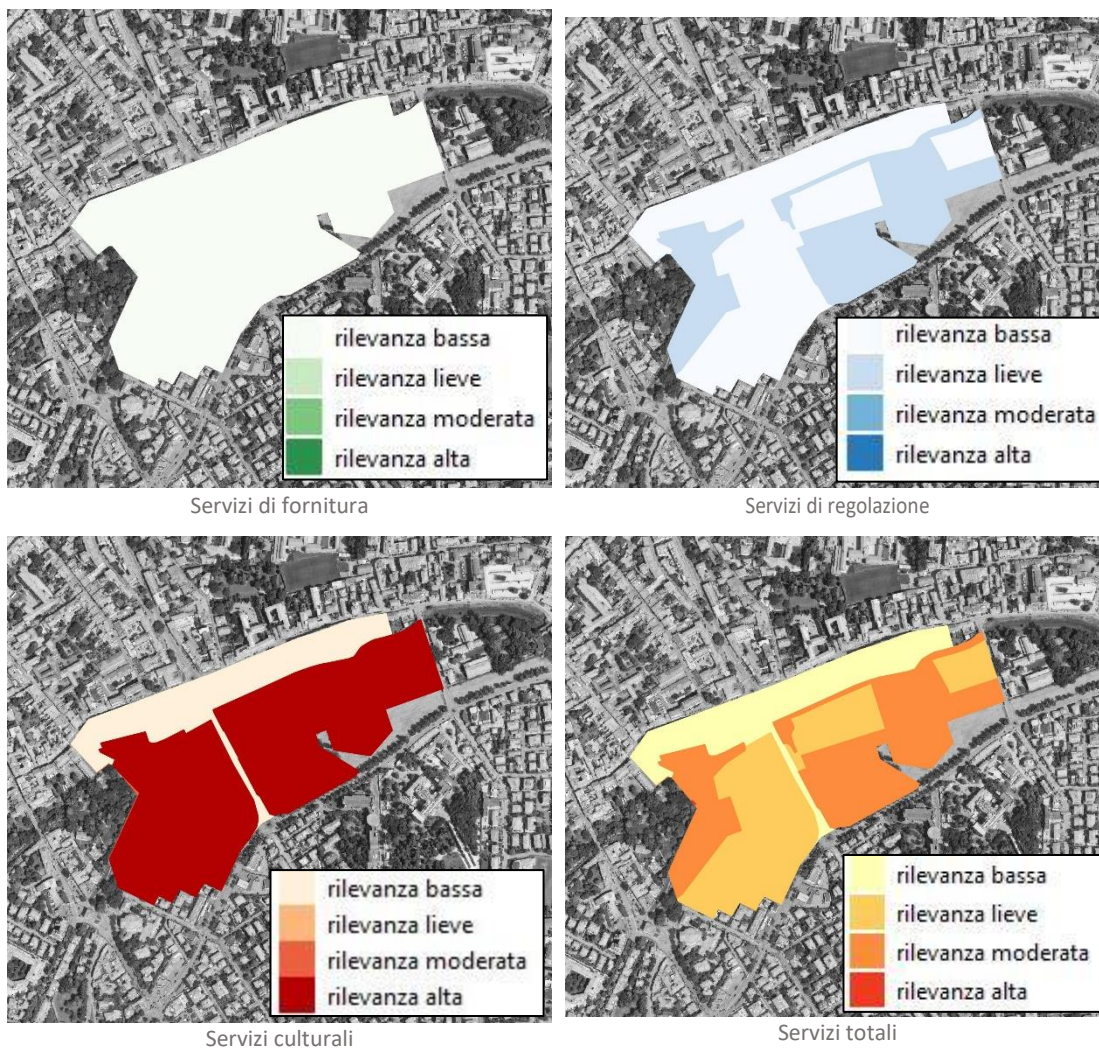 rilevanza bassa
rilevanza lieve
rilevanza moderata
rilevanza alta
Servizi di fornitura
rilevanza bassa
rilevanza lieve
rilevanza moderata
rilevanza alta
Servizi di regolazione
rilevanza bassa
rilevanza lieve
rilevanza moderata
rilevanza alta
Servizi culturali
rilevanza bassa
rilevanza lieve
rilevanza moderata
rilevanza alta
Servizi totali